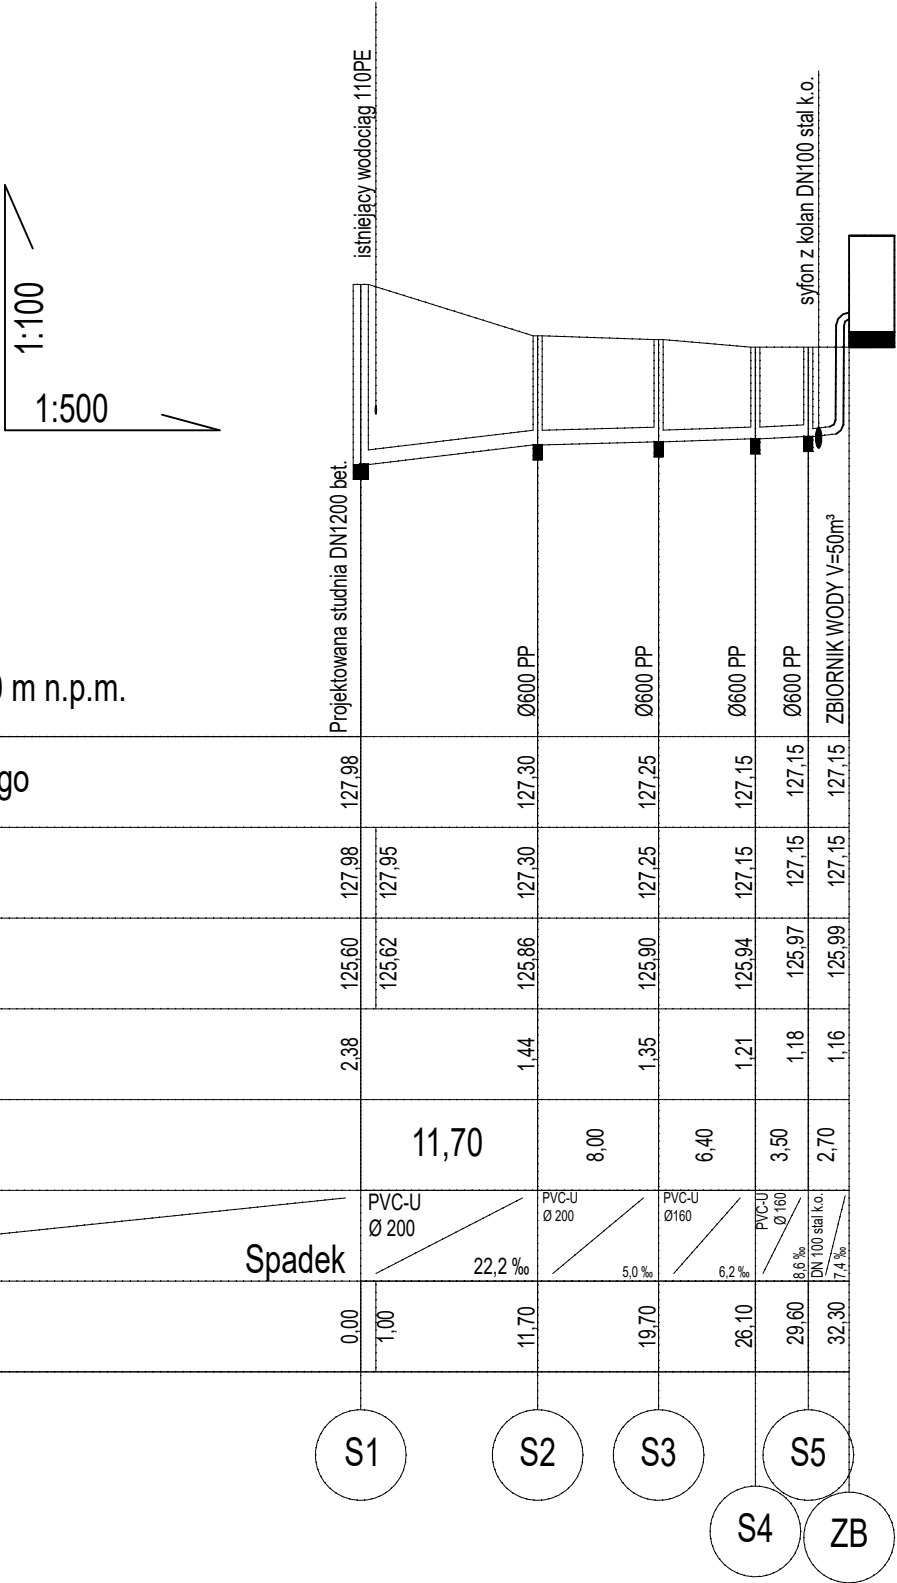 istniejący wodociąg 110PE
syfon z kolan DN100 stal k.o.
1:100
1:500
Projektowana studnia DN1200 bet.
Ø600 PP
Ø600 PP
Ø600 PP
Ø600 PP
ZBIORNIK WODY V=50m³
m n.p.m.
127,98 127,30 127,25 127,15 127,15 127,15
127,98 127,95 127,30 127,25 127,15 127,15 127,15
125,60 125,62 125,86 125,90 125,94 125,97 125,99
2,38 1,44 1,35 1,21 1,18 1,16
11,70 8,00 6,40 3,50 2,70
PVC-U
Ø 200
22,2 ‰
PVC-U
Ø 200
5,0 ‰
PVC-U
Ø160
6,2 ‰
PVC-U
Ø 160
8,6 ‰
DN 100 stal k.o.
7,4 ‰
Spadek
0,00 1,00 11,70 19,70 26,10 29,60 32,30
S1 S2 S3 S5
S4 ZB